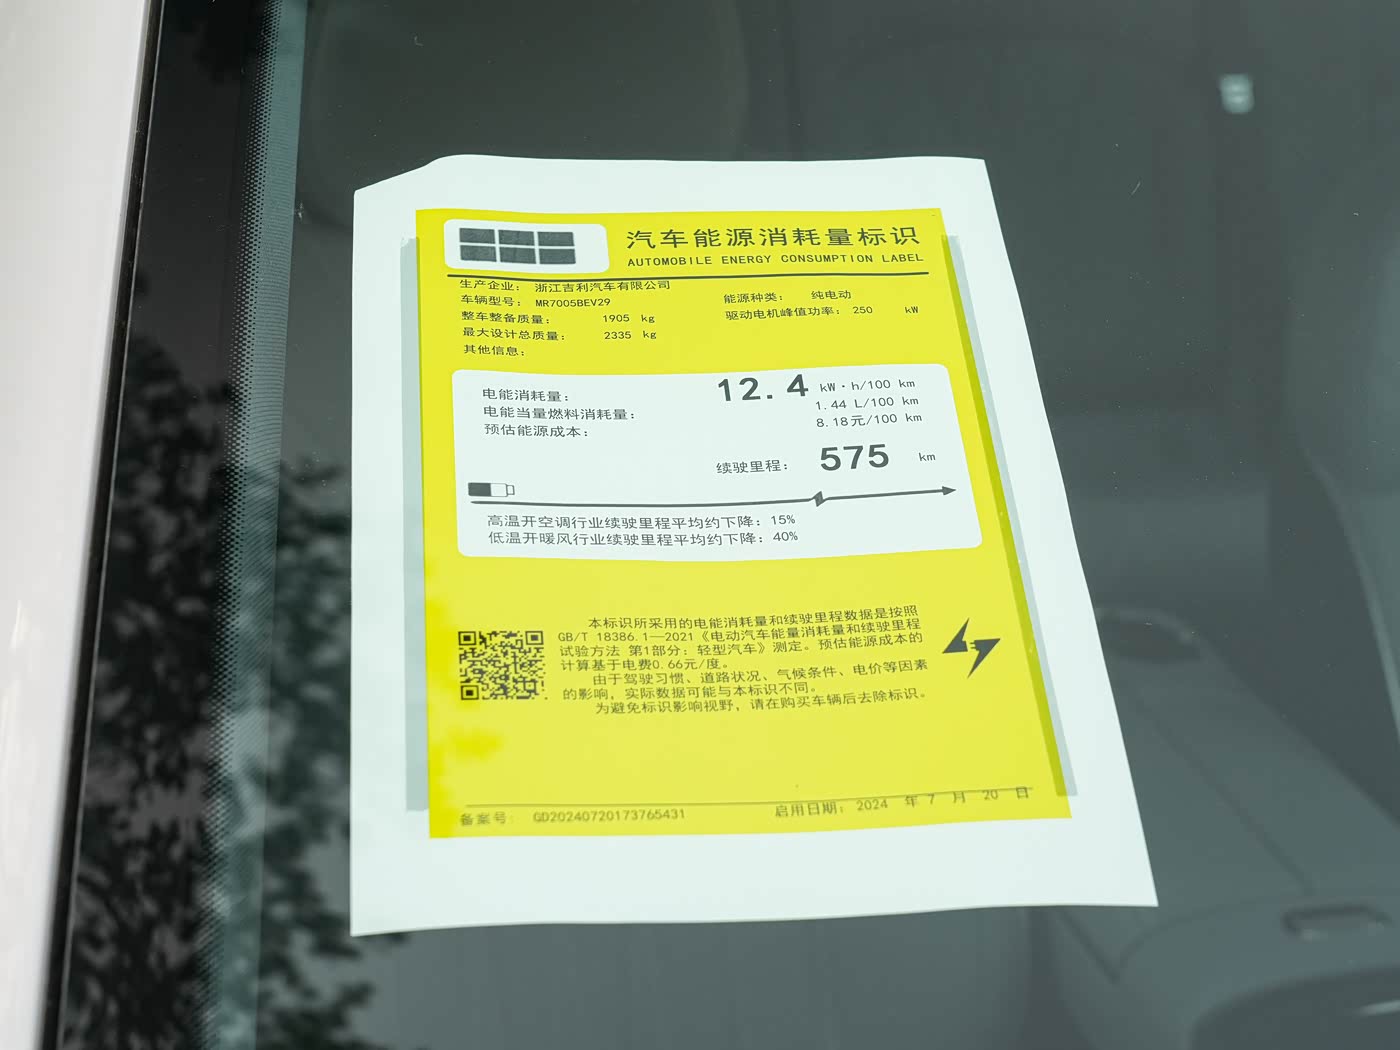 汽车能源消耗量标识
AUTOMOBILE ENERGY CONSUMPTION LABEL
生产企业： 浙江吉利汽车有限公司
车辆型号： MR7005BEV29
能源种类： 纯电动
整车整备质量： 1905 kg
驱动电机峰值功率： 250 kW
最大设计总质量： 2335 kg
其他信息：
电能消耗量： 12.4 kW·h/100 km
电能当量燃料消耗量： 1.44 L/100 km
预估能源成本： 8.18元/100 km
续驶里程： 575 km
高温开空调行业续驶里程平均约下降：15%
低温开暖风行业续驶里程平均约下降：40%
本标识所采用的电能消耗量和续驶里程数据是按照
GB/T 18386.1—2021《电动汽车能量消耗量和续驶里程
试验方法 第1部分：轻型汽车》测定。预估能源成本的
计算基于电费0.66元/度。
由于驾驶习惯、道路状况、气候条件、电价等因素
的影响，实际数据可能与本标识不同。
为避免标识影响视野，请在购买车辆后去除标识。
备案号： GD20240720173765431
启用日期： 2024 年 7 月 20 日